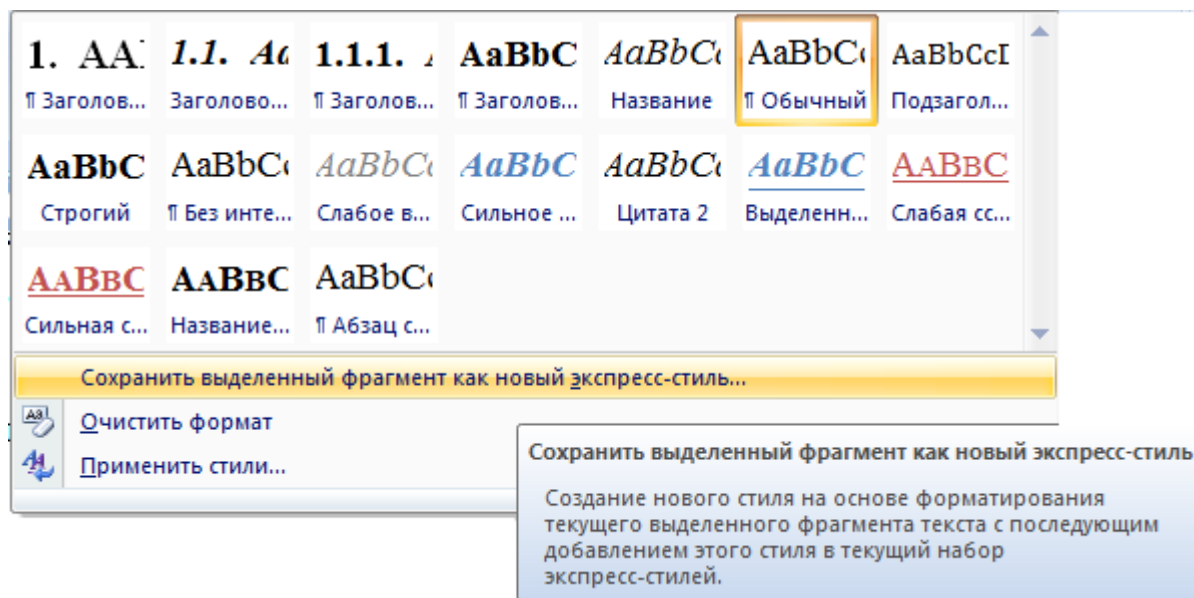 1. AA 1.1. Aa 1.1.1. AaBbC AaBbCc AaBbCc AaBbCcI
¶ Заголов... Заголово... ¶ Заголов... ¶ Заголов... Название ¶ Обычный Подзагол...
AaBbC AaBbCc AaBbCc AaBbC AaBbCc AaBbC AABBC
Строгий ¶ Без инте... Слабое в... Сильное ... Цитата 2 Выделенн... Слабая сс...
AABBC AABBC AaBbCc
Сильная с... Название... ¶ Абзац с...
Сохранить выделенный фрагмент как новый экспресс-стиль...
Очистить формат
Применить стили...
Сохранить выделенный фрагмент как новый экспресс-стиль
Создание нового стиля на основе форматирования
текущего выделенного фрагмента текста с последующим
добавлением этого стиля в текущий набор
экспресс-стилей.